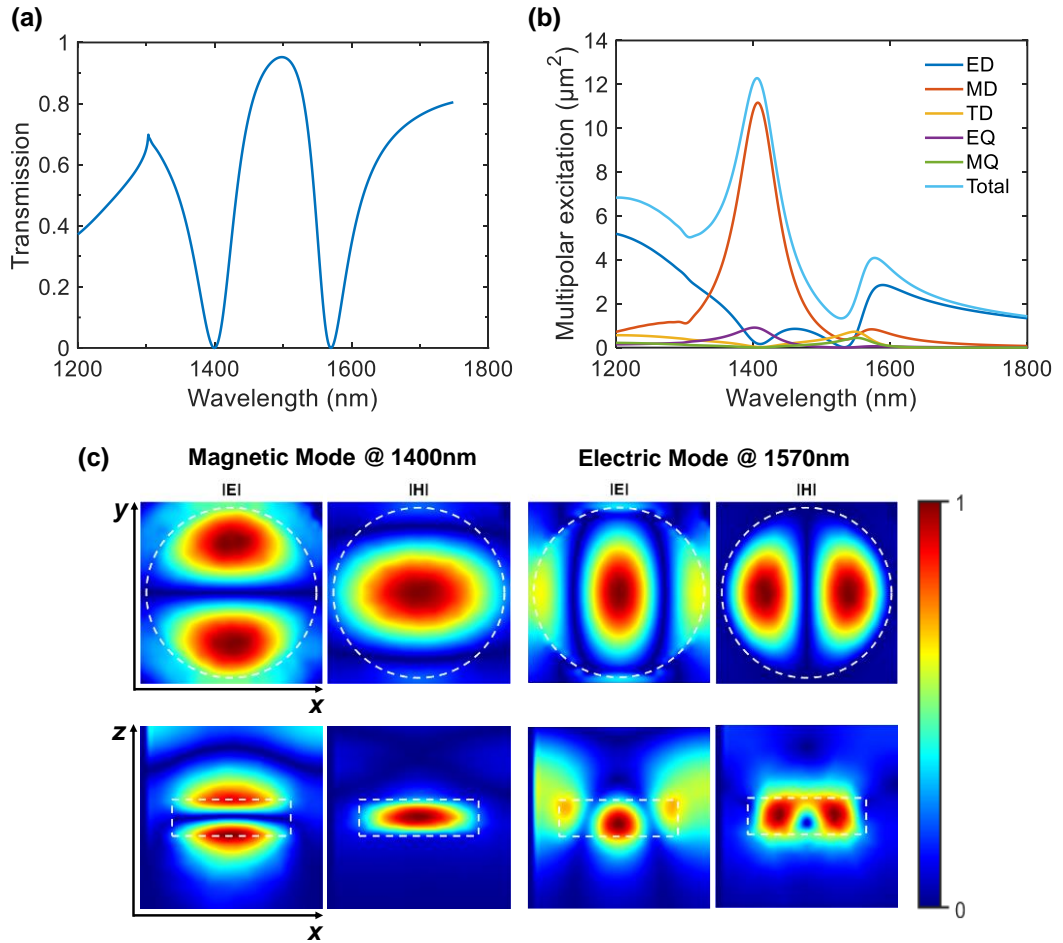 (a)
Transmission
1
0.8
0.6
0.4
0.2
0
1200 1400 1600 1800
Wavelength (nm)
(b)
Multipolar excitation (μm²)
14
12
10
8
6
4
2
0
1200 1400 1600 1800
Wavelength (nm)
ED
MD
TD
EQ
MQ
Total
(c)
Magnetic Mode @ 1400nm
Electric Mode @ 1570nm
|E| |H| |E| |H|
y
x
z
x
1
0